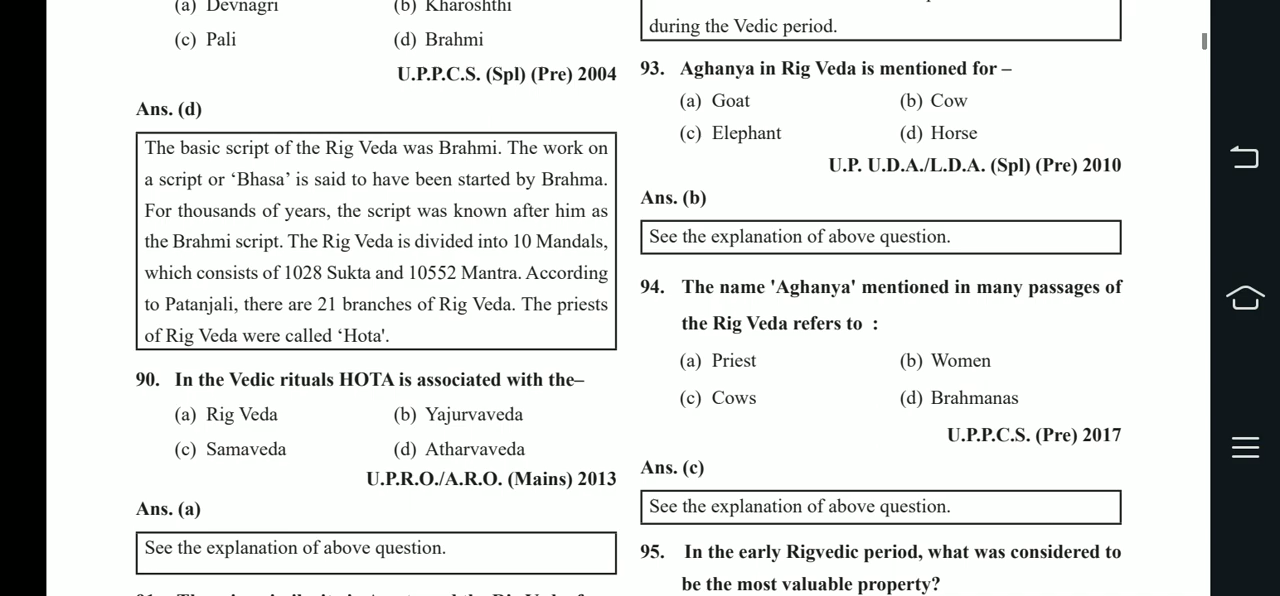 (a) Devnagri (b) Kharoshthi
(c) Pali (d) Brahmi
U.P.P.C.S. (Spl) (Pre) 2004
Ans. (d)
The basic script of the Rig Veda was Brahmi. The work on
a script or ‘Bhasa’ is said to have been started by Brahma.
For thousands of years, the script was known after him as
the Brahmi script. The Rig Veda is divided into 10 Mandals,
which consists of 1028 Sukta and 10552 Mantra. According
to Patanjali, there are 21 branches of Rig Veda. The priests
of Rig Veda were called ‘Hota'.
90. In the Vedic rituals HOTA is associated with the–
(a) Rig Veda (b) Yajurvaveda
(c) Samaveda (d) Atharvaveda
U.P.R.O./A.R.O. (Mains) 2013
Ans. (a)
See the explanation of above question.
during the Vedic period.
93. Aghanya in Rig Veda is mentioned for –
(a) Goat (b) Cow
(c) Elephant (d) Horse
U.P. U.D.A./L.D.A. (Spl) (Pre) 2010
Ans. (b)
See the explanation of above question.
94. The name 'Aghanya' mentioned in many passages of
the Rig Veda refers to :
(a) Priest (b) Women
(c) Cows (d) Brahmanas
U.P.P.C.S. (Pre) 2017
Ans. (c)
See the explanation of above question.
95. In the early Rigvedic period, what was considered to
be the most valuable property?